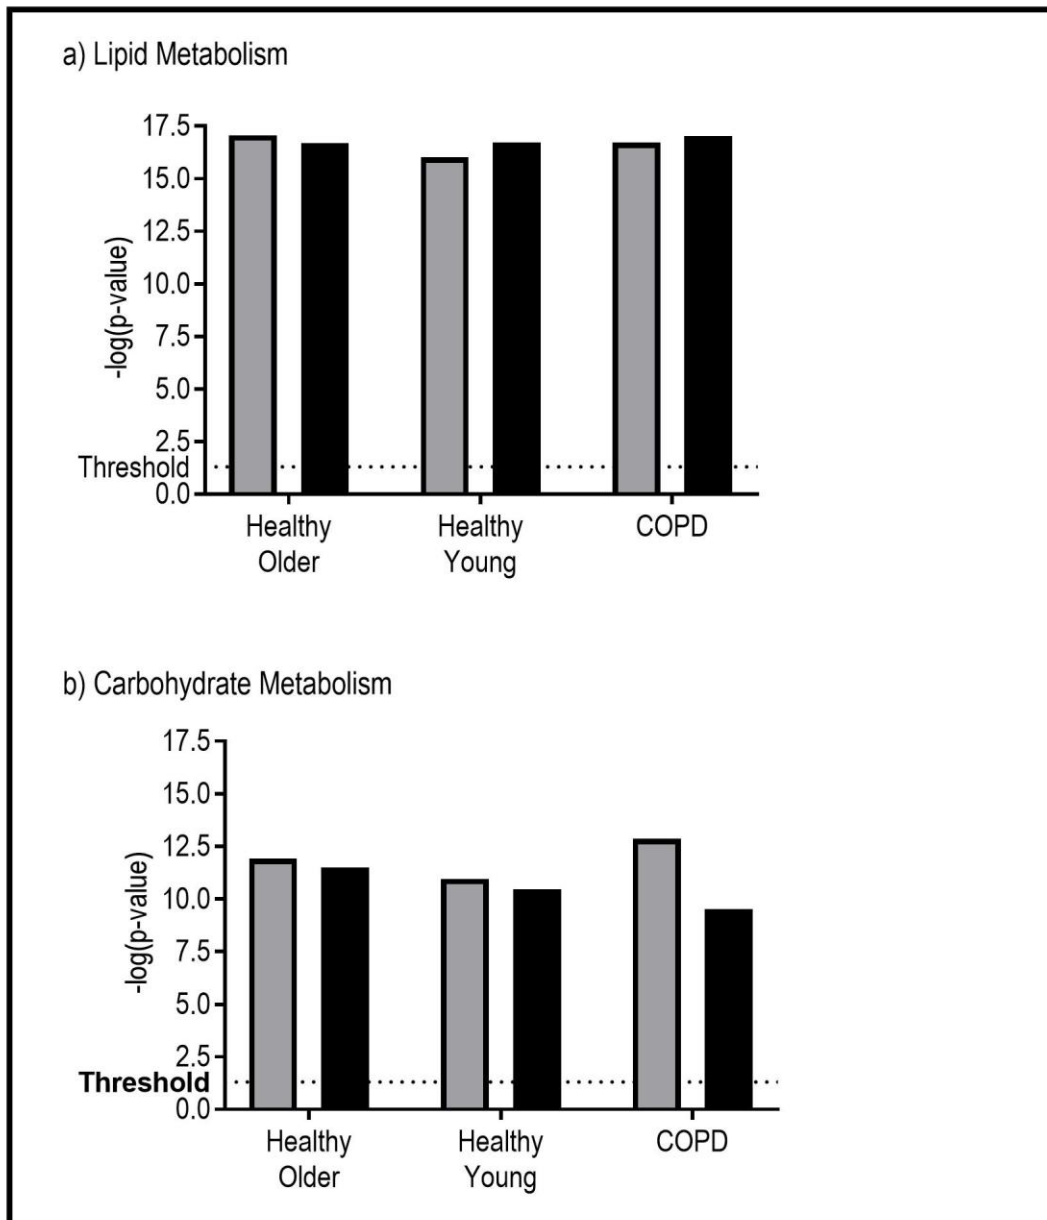 a) Lipid Metabolism
17.5
15.0
12.5
10.0
7.5
5.0
2.5
0.0
-log(p-value)
Threshold
Healthy Older
Healthy Young
COPD
b) Carbohydrate Metabolism
17.5
15.0
12.5
10.0
7.5
5.0
2.5
0.0
-log(p-value)
Threshold
Healthy Older
Healthy Young
COPD